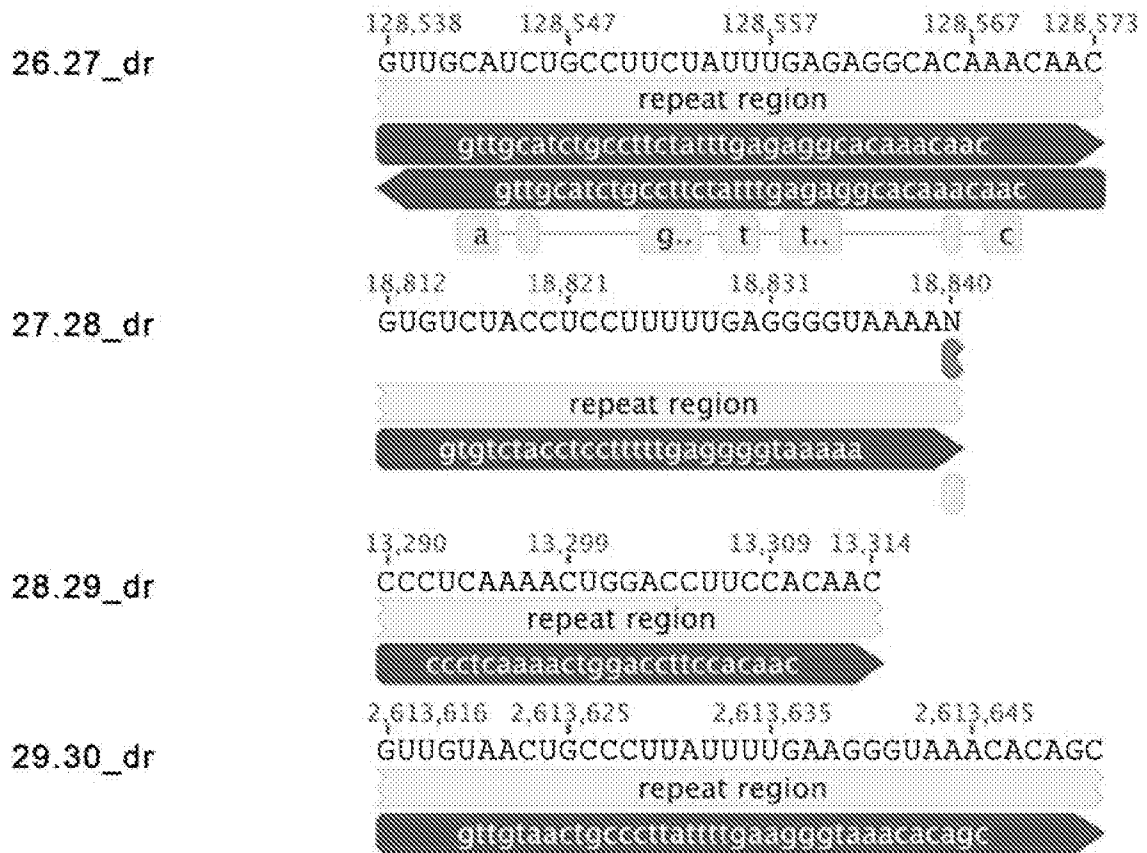 128,538 128,547 128,557 128,567 128,573
26.27_dr GUUGCAUCUGCCUUCUAUUUGAGAGGCACAAACAAC
repeat region
gttgcatctgccttctatttgagaggcacaaacaac
gttgcatctgccttctatttgagaggcacaaacaac
a g.. t t.. c
18,812 18,821 18,831 18,840
27.28_dr GUGUCUACCUCCUUUUUGAGGGGUAAAAN
repeat region
gtgtctacctcctttttgaggggtaaaaa
13,290 13,299 13,309 13,314
28.29_dr CCCUCAAAACUGGACCUUCCACAAC
repeat region
ccctcaaaactggaccttccacaac
2,613,616 2,613,625 2,613,635 2,613,645
29.30_dr GUUGUAACUGCCCUUAUUUUGAAGGGUAAACACAGC
repeat region
gttgtaactgcccttattttgaagggtaaacacagc